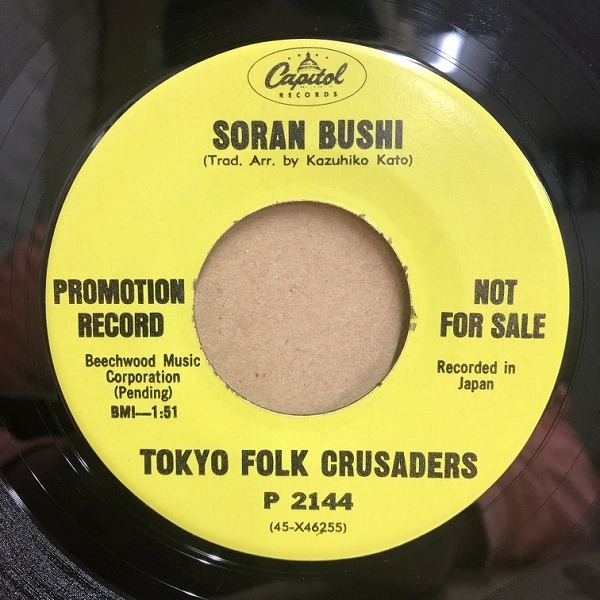 Capitol
RECORDS
SORAN BUSHI
(Trad. Arr. by Kazuhiko Kato)
PROMOTION
RECORD
NOT
FOR SALE
Beechwood Music
Corporation
(Pending)
BMI—1:51
Recorded in
Japan
TOKYO FOLK CRUSADERS
P 2144
(45-X46255)